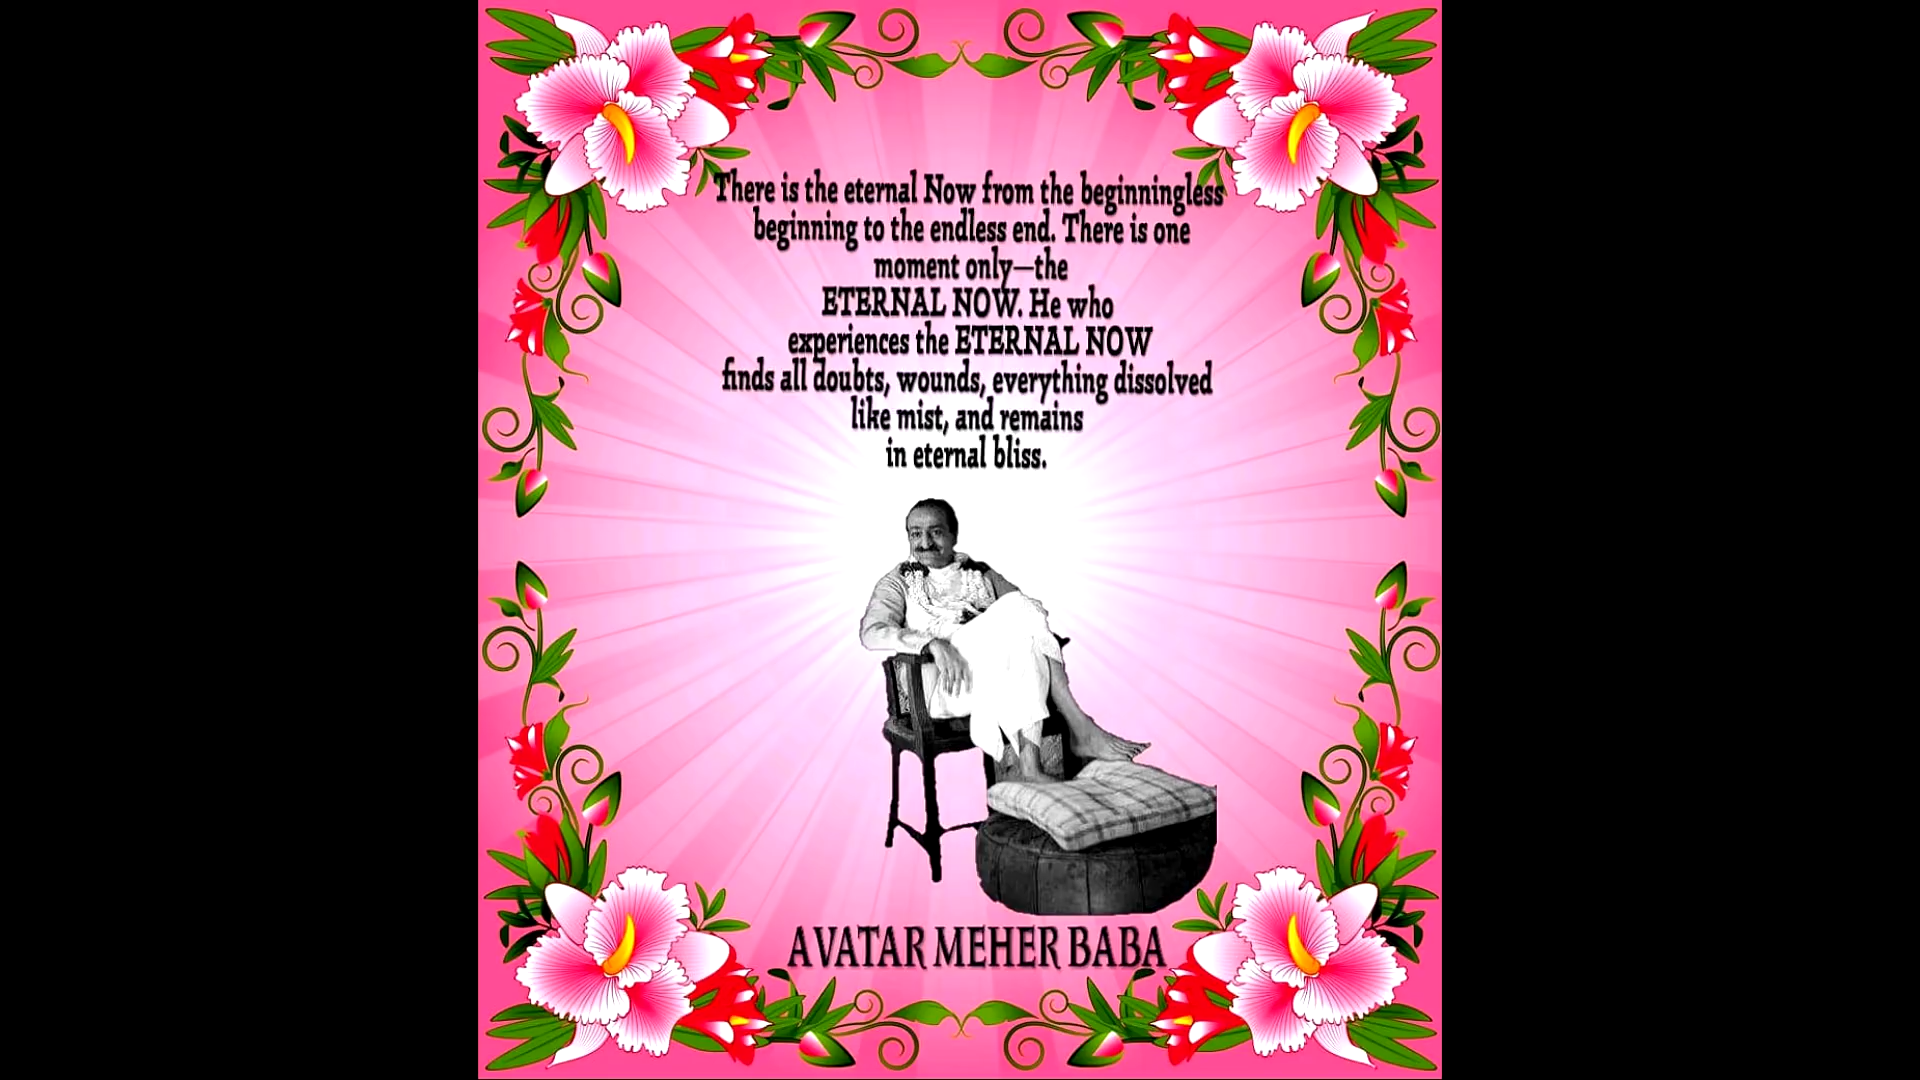 There is the eternal Now from the beginningless
beginning to the endless end. There is one
moment only—the
ETERNAL NOW. He who
experiences the ETERNAL NOW
finds all doubts, wounds, everything dissolved
like mist, and remains
in eternal bliss.
AVATAR MEHER BABA